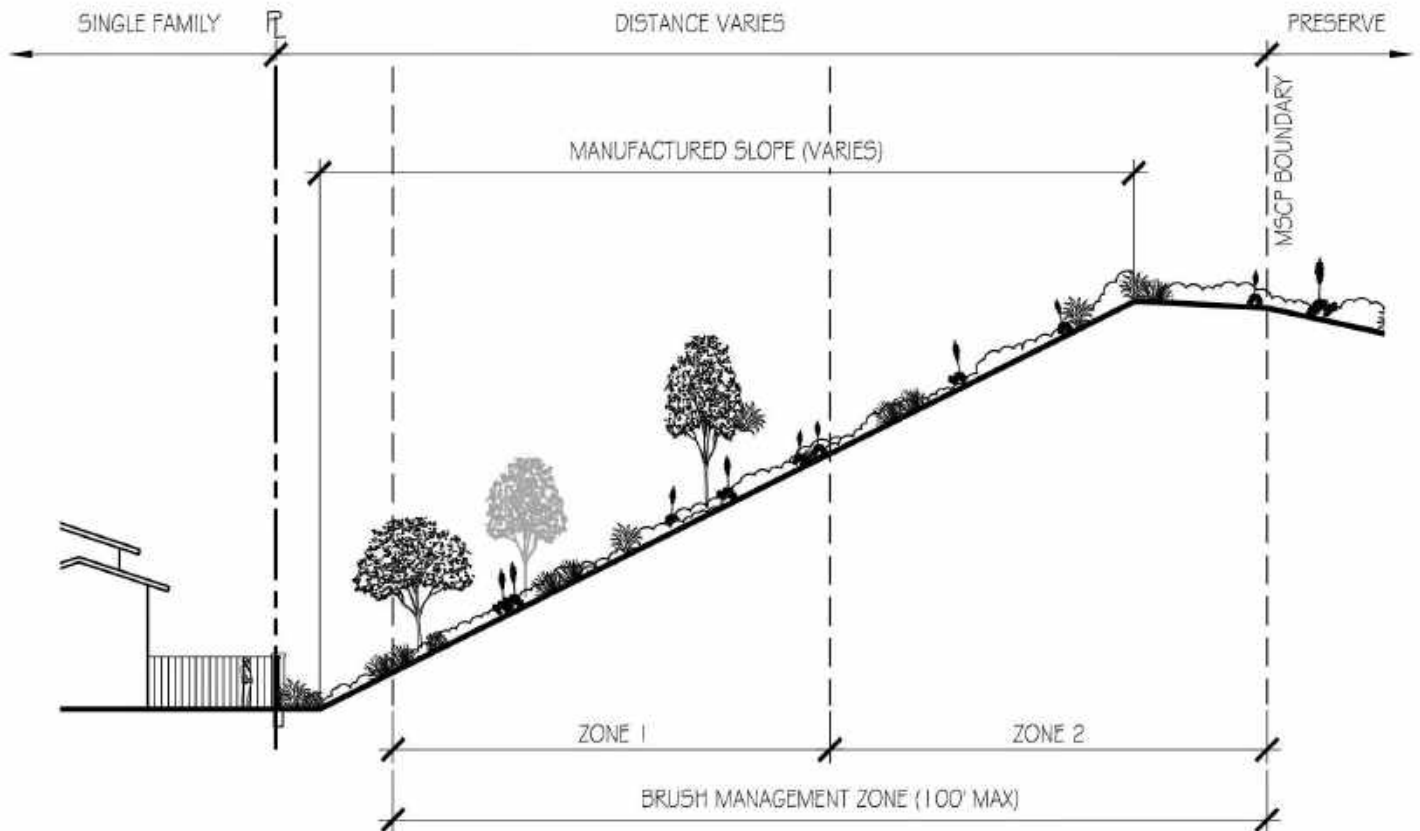 SINGLE FAMILY
PL
DISTANCE VARIES
PRESERVE
MSCP BOUNDARY
MANUFACTURED SLOPE (VARIES)
ZONE 1
ZONE 2
BRUSH MANAGEMENT ZONE (100' MAX)